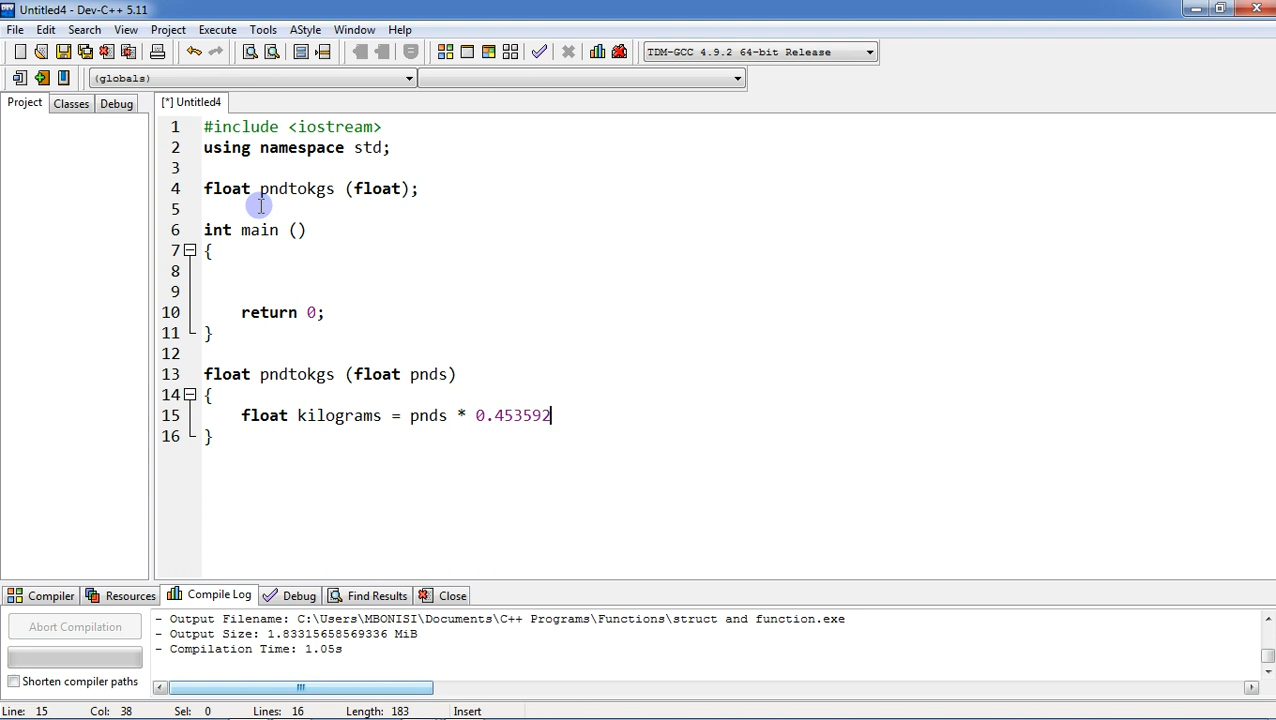 Untitled4 - Dev-C++ 5.11
File Edit Search View Project Execute Tools AStyle Window Help
TDM-GCC 4.9.2 64-bit Release
(globals)
Project Classes Debug [*] Untitled4
1 #include <iostream>
2 using namespace std;
3
4 float pndtokgs (float);
5
6 int main ()
7 {
8
9
10 return 0;
11 }
12
13 float pndtokgs (float pnds)
14 {
15 float kilograms = pnds * 0.453592
16 }
Compiler Resources Compile Log Debug Find Results Close
Abort Compilation
Shorten compiler paths
- Output Filename: C:\Users\MBONISI\Documents\C++ Programs\Functions\struct and function.exe
- Output Size: 1.83315658569336 MiB
- Compilation Time: 1.05s
Line: 15 Col: 38 Sel: 0 Lines: 16 Length: 183 Insert